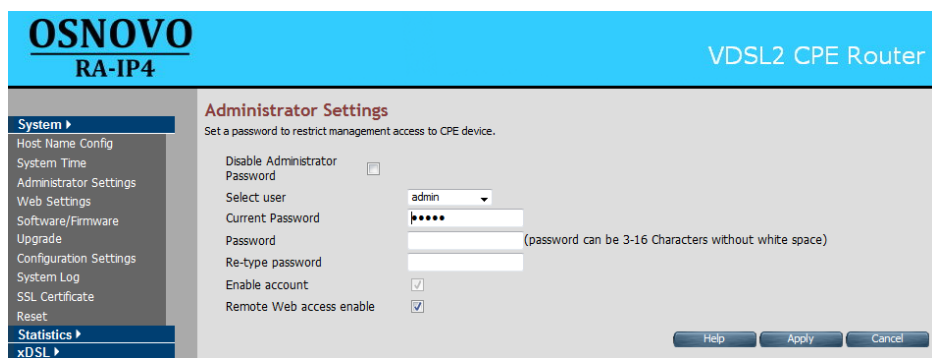 OSNOVO
RA-IP4
VDSL2 CPE Router
System
Host Name Config
System Time
Administrator Settings
Web Settings
Software/Firmware
Upgrade
Configuration Settings
System Log
SSL Certificate
Reset
Statistics
xDSL
Administrator Settings
Set a password to restrict management access to CPE device.
Disable Administrator
Password
Select user admin
Current Password •••••
Password (password can be 3-16 Characters without white space)
Re-type password
Enable account
Remote Web access enable
Help Apply Cancel